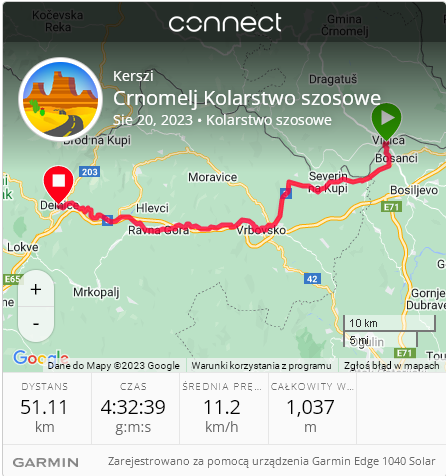 connect
Kočevska
Reka
Gmina
Črnomelj
Kerszi
Dragatuš
Crnomelj Kolarstwo szosowe
Sie 20, 2023 • Kolarstwo szosowe
Brod na Kupi
Vinica
Bosanci
203
Moravice
Severin
na Kupi
Bosiljevo
Delnice
Hlevci
E71
Ravna Gora
Vrbovsko
Lokve
E71
E65
Mrkopalj
42
Gornje
Dubrave
+
-
10 km
5 mi
Ogulin
Google
Dane do Mapy ©2023 Google
Warunki korzystania z programu
Zgłoś błąd w mapach
DYSTANS
CZAS
ŚREDNIA PRĘ...
CAŁKOWITY W...
51.11
4:32:39
11.2
1,037
km
g:m:s
km/h
m
GARMIN
Zarejestrowano za pomocą urządzenia Garmin Edge 1040 Solar